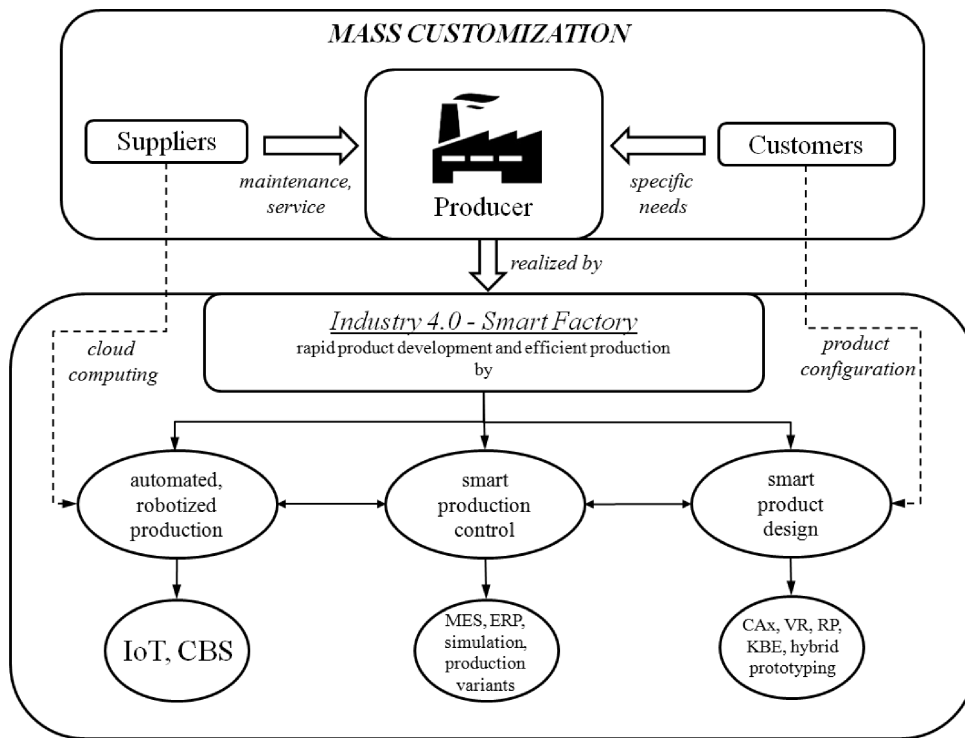 MASS CUSTOMIZATION
Suppliers
Customers
maintenance,
service
specific
needs
Producer
realized by
Industry 4.0 - Smart Factory
rapid product development and efficient production
by
cloud
computing
product
configuration
automated,
robotized
production
smart
production
control
smart
product
design
IoT, CBS
MES, ERP,
simulation,
production
variants
CAx, VR, RP,
KBE, hybrid
prototyping